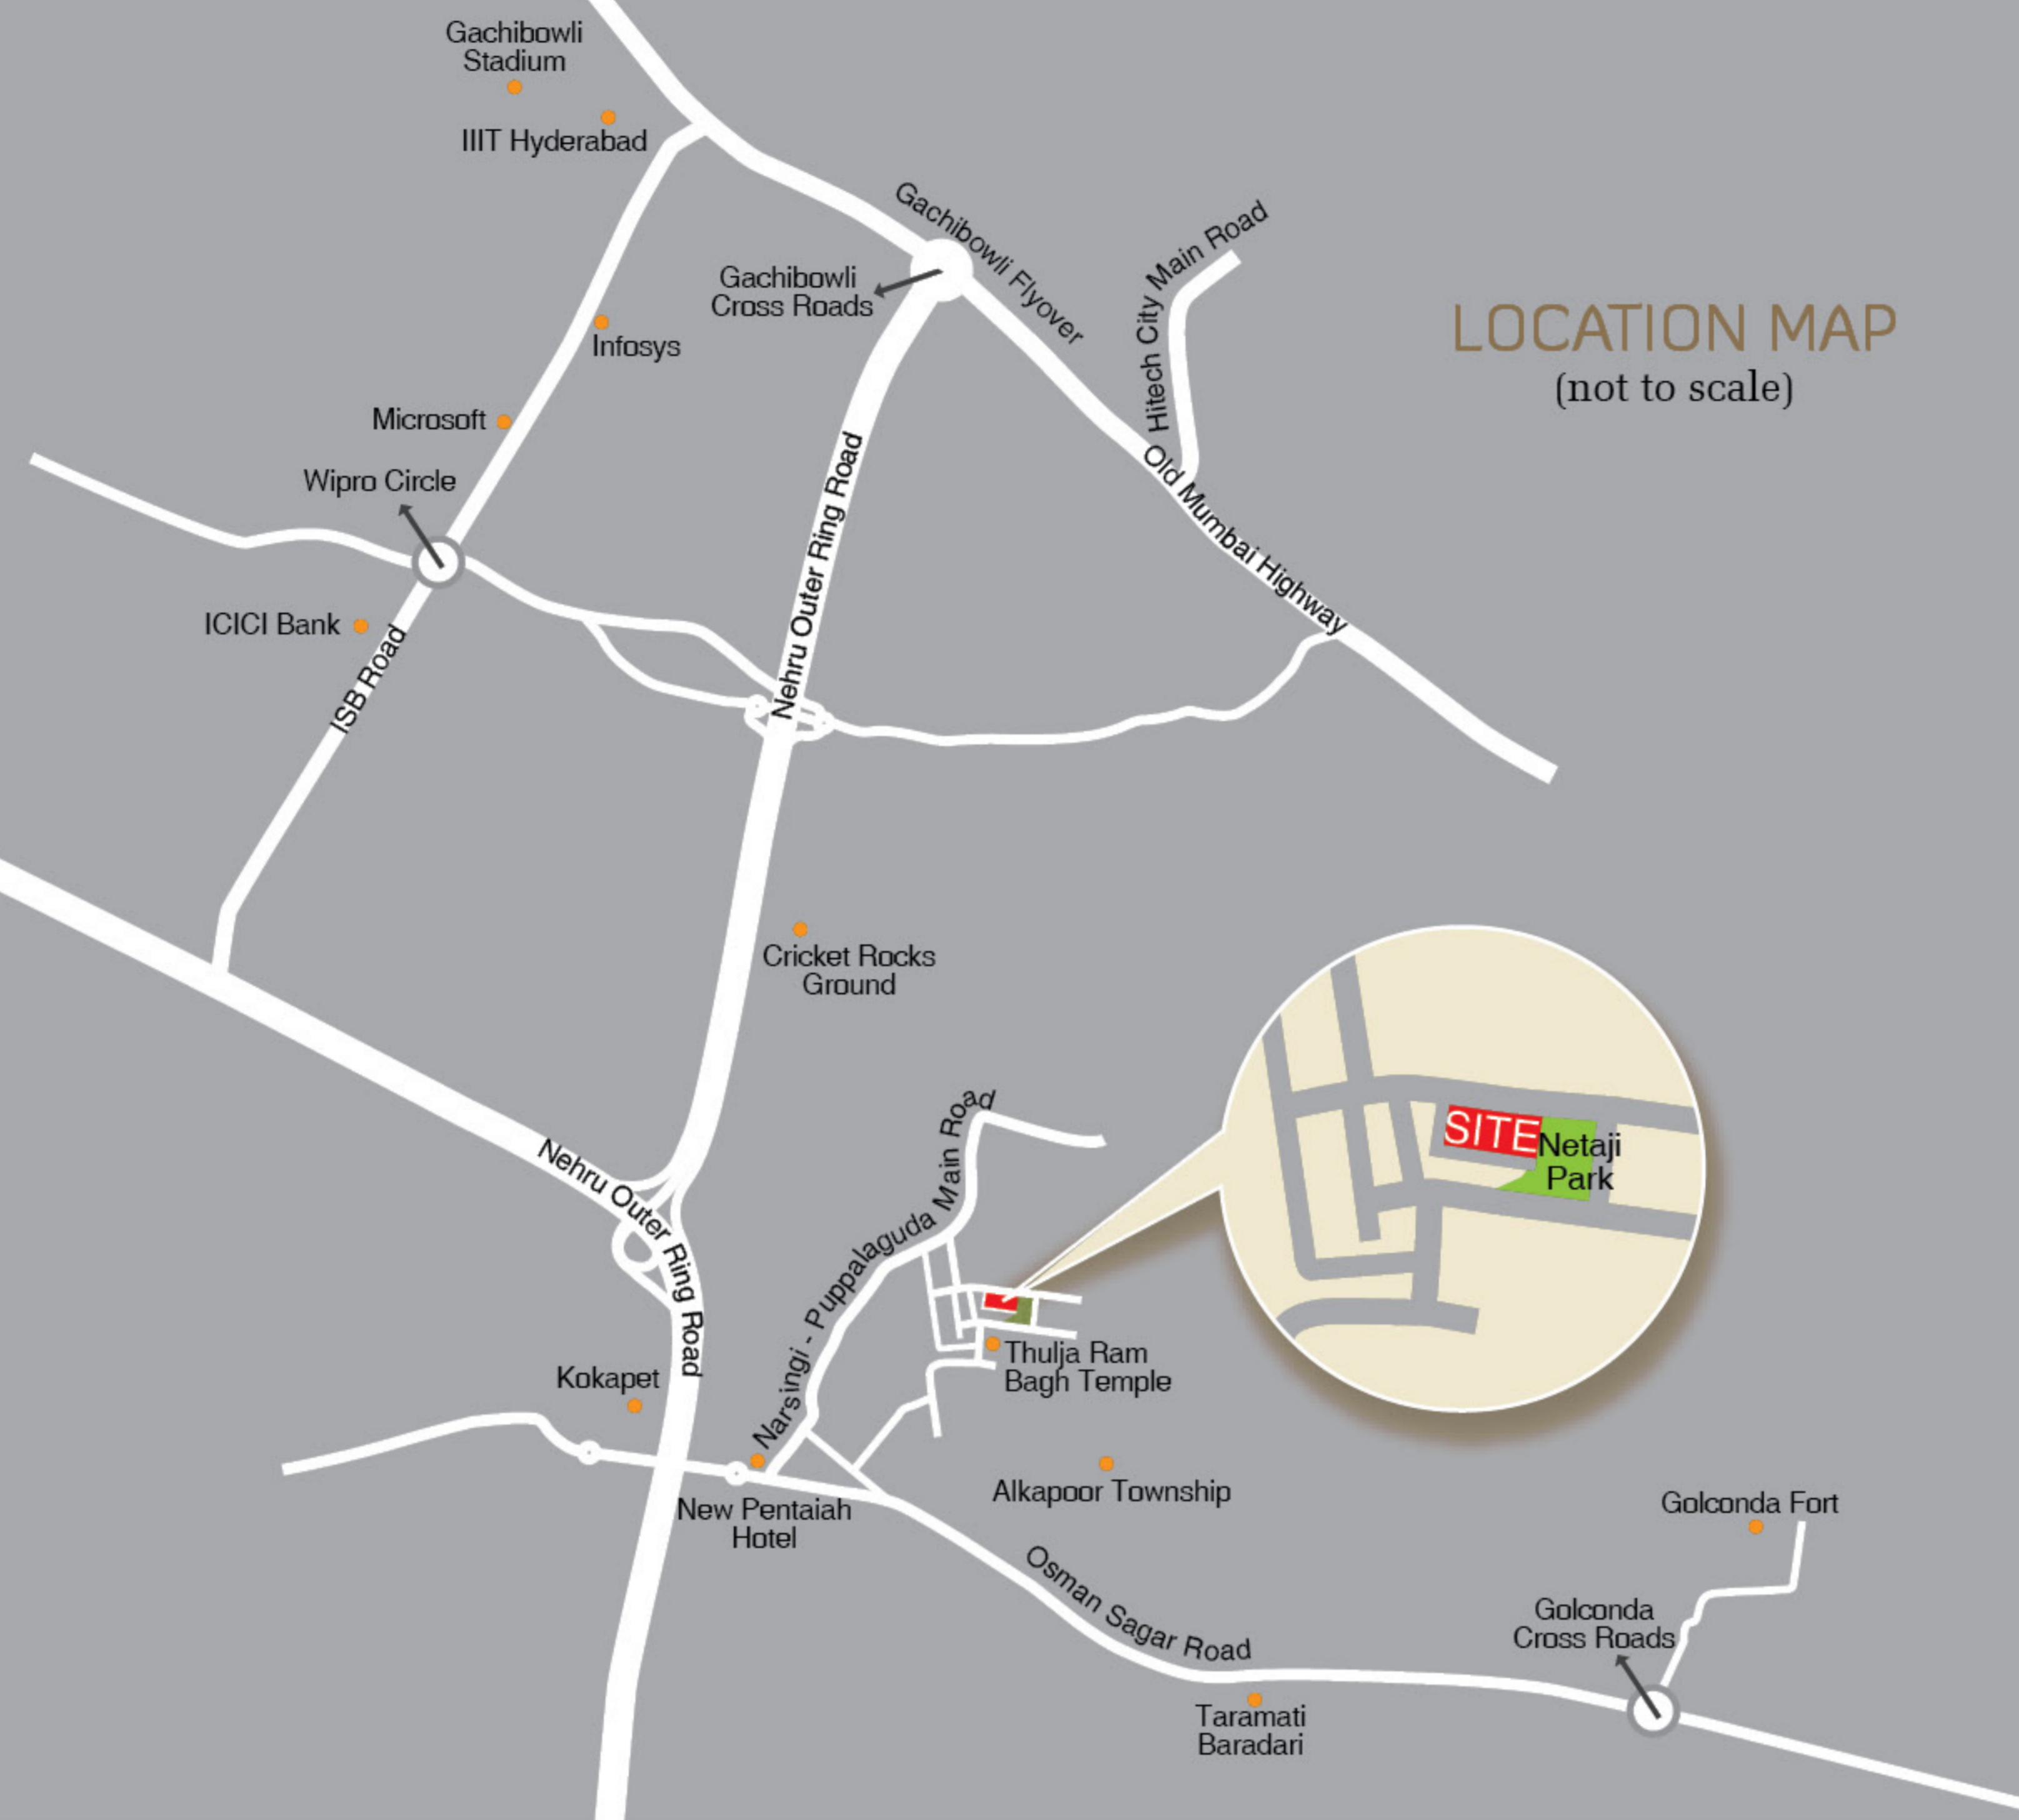 Gachibowli
Stadium
IIIT Hyderabad
Gachibowli Flyover
Hitech City Main Road
Gachibowli
Cross Roads
LOCATION MAP
(not to scale)
Infosys
Microsoft
Wipro Circle
Old Mumbai Highway
Nehru Outer Ring Road
ICICI Bank
ISB Road
Cricket Rocks
Ground
SITE
Netaji
Park
Narsingi - Puppalaguda Main Road
Nehru Outer Ring Road
Thulja Ram
Bagh Temple
Kokapet
Alkapoor Township
New Pentaiah
Hotel
Golconda Fort
Osman Sagar Road
Golconda
Cross Roads
Taramati
Baradari